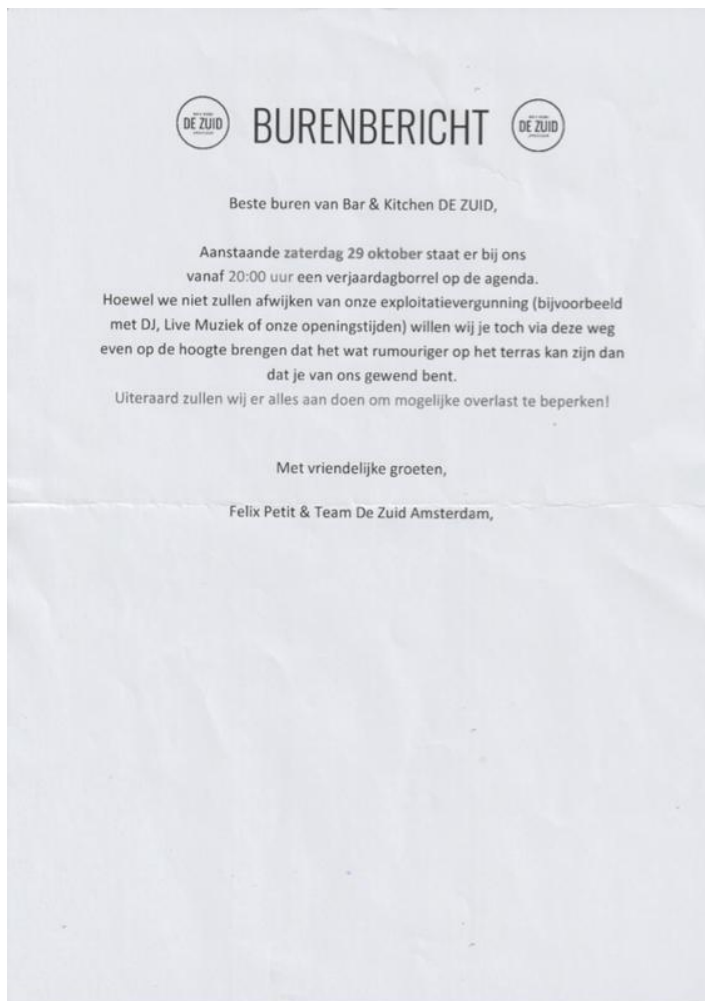 DE ZUID BURENBERICHT DE ZUID
Beste buren van Bar & Kitchen DE ZUID,
Aanstaande zaterdag 29 oktober staat er bij ons
vanaf 20:00 uur een verjaardagborrel op de agenda.
Hoewel we niet zullen afwijken van onze exploitatievergunning (bijvoorbeeld
met DJ, Live Muziek of onze openingstijden) willen wij je toch via deze weg
even op de hoogte brengen dat het wat rumouriger op het terras kan zijn dan
dat je van ons gewend bent.
Uiteraard zullen wij er alles aan doen om mogelijke overlast te beperken!
Met vriendelijke groeten,
Felix Petit & Team De Zuid Amsterdam,